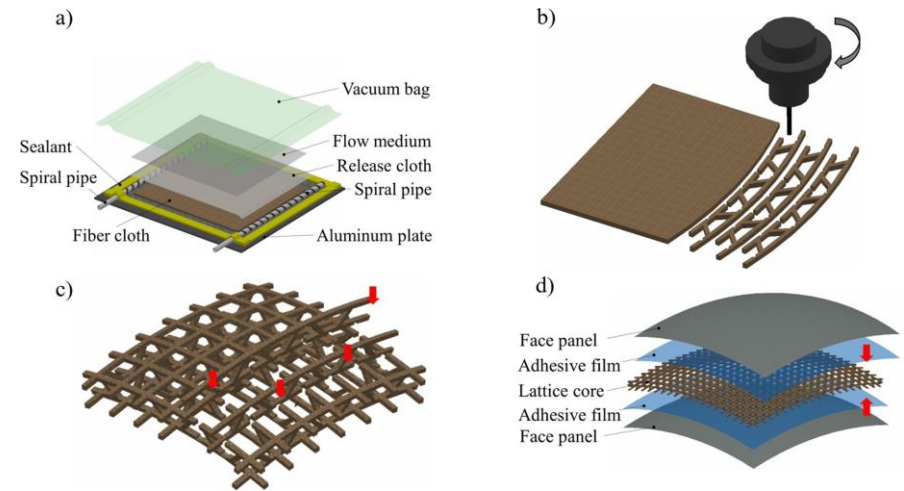 a)
Vacuum bag
Flow medium
Sealant
Release cloth
Spiral pipe
Spiral pipe
Fiber cloth
Aluminum plate
b)
c)
d)
Face panel
Adhesive film
Lattice core
Adhesive film
Face panel